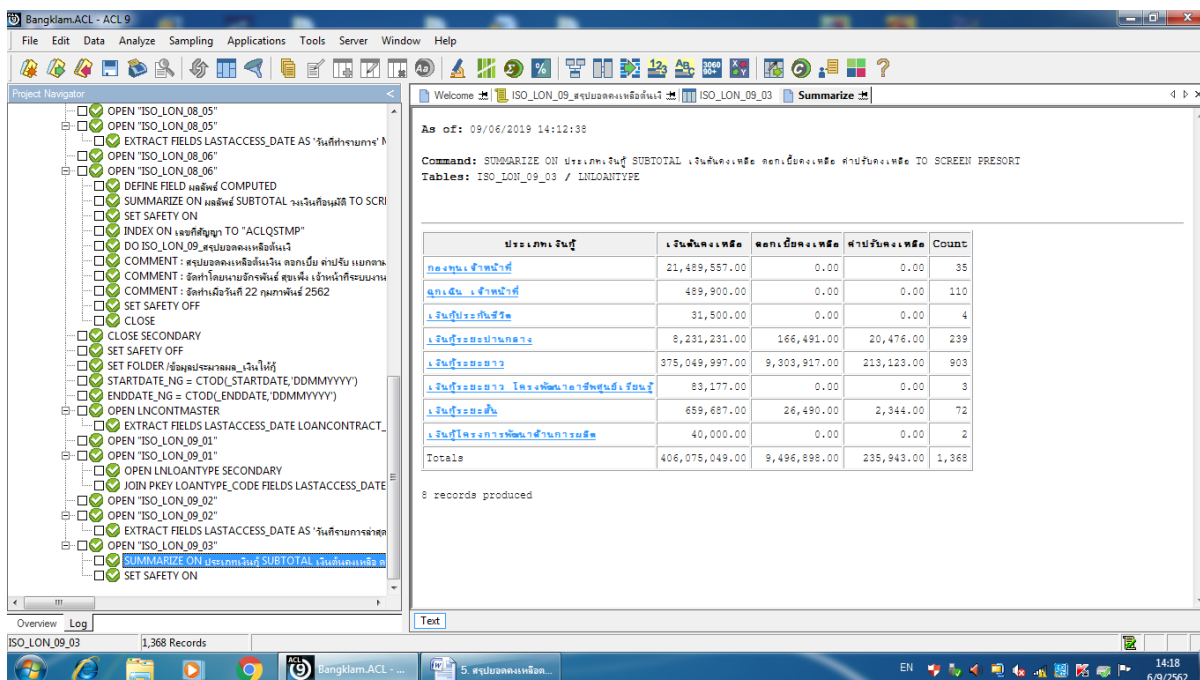 Bangklam.ACL - ACL 9
File Edit Data Analyze Sampling Applications Tools Server Window Help
Project Navigator
OPEN "ISO_LON_08_05"
OPEN "ISO_LON_08_05"
EXTRACT FIELDS LASTACCESS_DATE AS 'วันที่ทำรายการ'
OPEN "ISO_LON_08_06"
OPEN "ISO_LON_08_06"
DEFINE FIELD ผลลัพธ์ COMPUTED
SUMMARIZE ON ผลลัพธ์ SUBTOTAL วงเงินที่อนุมัติ TO SCRI
SET SAFETY ON
INDEX ON เลขที่สัญญา TO "ACLQSTMP"
DO ISO_LON_09_สรุปยอดคงเหลือต้นเงิ
COMMENT : สรุปยอดคงเหลือต้นเงิน ดอกเบี้ย ค่าปรับ แยกตาม
COMMENT : จัดทำโดยนายจักรพันธ์ สุขเพ็ง เจ้าหน้าที่ระบบงาน
COMMENT : จัดทำเมื่อวันที่ 22 กุมภาพันธ์ 2562
SET SAFETY OFF
CLOSE
CLOSE SECONDARY
SET SAFETY OFF
SET FOLDER /ข้อมูลประมวลผล_เงินให้กู้
STARTDATE_NG = CTOD(_STARTDATE,'DDMMYYYY')
ENDDATE_NG = CTOD(_ENDDATE,'DDMMYYYY')
OPEN LNCONTMASTER
EXTRACT FIELDS LASTACCESS_DATE LOANCONTRACT_
OPEN "ISO_LON_09_01"
OPEN "ISO_LON_09_01"
OPEN LNLOANTYPE SECONDARY
JOIN PKEY LOANTYPE_CODE FIELDS LASTACCESS_DATE
OPEN "ISO_LON_09_02"
OPEN "ISO_LON_09_02"
EXTRACT FIELDS LASTACCESS_DATE AS 'วันที่รายการล่าสุด
OPEN "ISO_LON_09_03"
SUMMARIZE ON ประเภทเงินกู้ SUBTOTAL เงินต้นคงเหลือ ด
SET SAFETY ON
Overview Log
Welcome ISO_LON_09_สรุปยอดคงเหลือต้นเงิ ISO_LON_09_03 Summarize
As of: 09/06/2019 14:12:38
Command: SUMMARIZE ON ประเภทเงินกู้ SUBTOTAL เงินต้นคงเหลือ ดอกเบี้ยคงเหลือ ค่าปรับคงเหลือ TO SCREEN PRESORT
Tables: ISO_LON_09_03 / LNLOANTYPE
ประเภทเงินกู้ เงินต้นคงเหลือ ดอกเบี้ยคงเหลือ ค่าปรับคงเหลือ Count
กองทุนเจ้าหน้าที่ 21,489,557.00 0.00 0.00 35
ฉุกเฉิน เจ้าหน้าที่ 489,900.00 0.00 0.00 110
เงินกู้ประกันชีวิต 31,500.00 0.00 0.00 4
เงินกู้ระยะปานกลาง 8,231,231.00 166,491.00 20,476.00 239
เงินกู้ระยะยาว 375,049,997.00 9,303,917.00 213,123.00 903
เงินกู้ระยะยาว โครงพัฒนาอาชีพศูนย์เรียนรู้ 83,177.00 0.00 0.00 3
เงินกู้ระยะสั้น 659,687.00 26,490.00 2,344.00 72
เงินกู้โครงการพัฒนาด้านการผลิต 40,000.00 0.00 0.00 2
Totals 406,075,049.00 9,496,898.00 235,943.00 1,368
8 records produced
Text
ISO_LON_09_03 1,368 Records
Bangklam.ACL - ... 5. สรุปยอดคงเหลือต... EN 14:18
6/9/2562